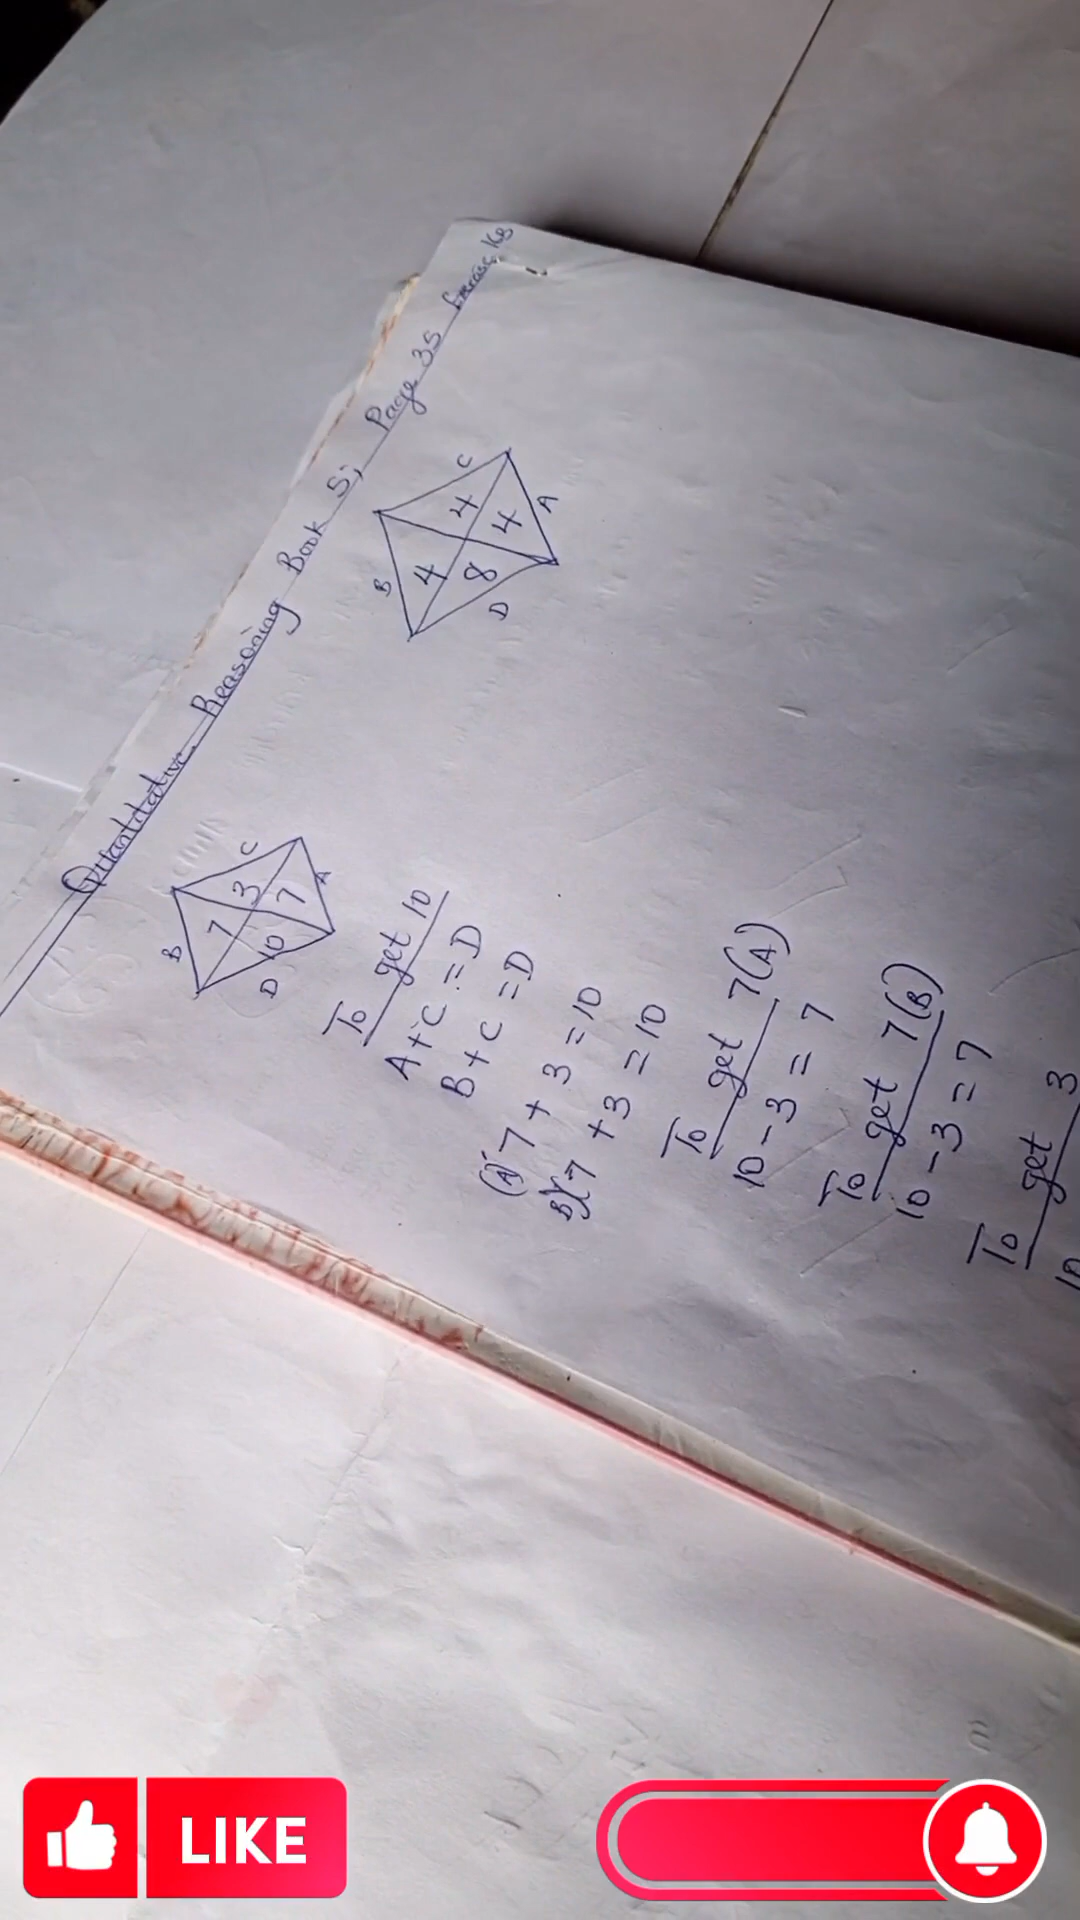 Quantitative Reasoning Book 5; Page 35 Exercise
B
C
7
3
10
7
D
A
B
C
4
4
8
4
D
A
To get 10
A+C = D
B+C = D
(A) 7 + 3 = 10
(B) 7 + 3 = 10
To get 7(A)
10 - 3 = 7
To get 7(B)
10 - 3 = 7
To get 3
10
LIKE